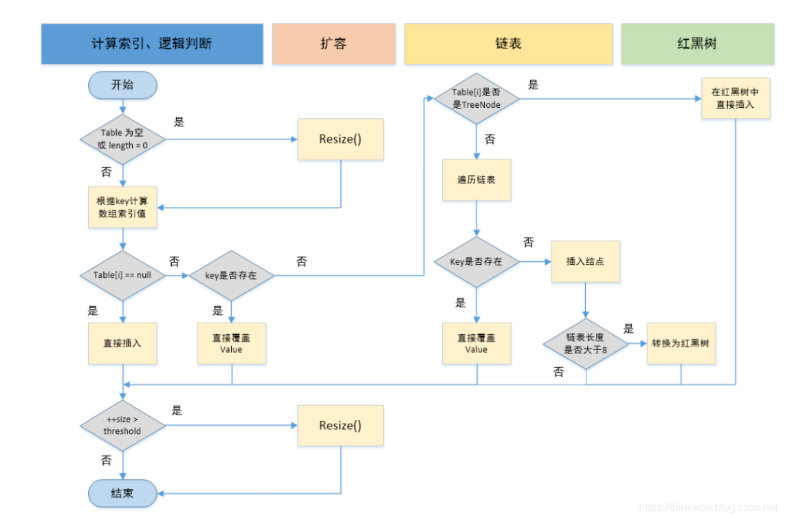 计算索引、逻辑判断
扩容
链表
红黑树
开始
Table 为空
或 length = 0
是
Resize()
否
根据key计算
数组索引值
Table[i] == null
否
key是否存在
否
是
直接插入
是
直接覆盖
Value
Table[i]是否
是TreeNode
是
在红黑树中
直接插入
否
遍历链表
Key是否存在
否
插入结点
是
直接覆盖
Value
链表长度
是否大于8
是
转换为红黑树
否
++size >
threshold
是
Resize()
否
结束
https://thinkwon.blog.csdn.net